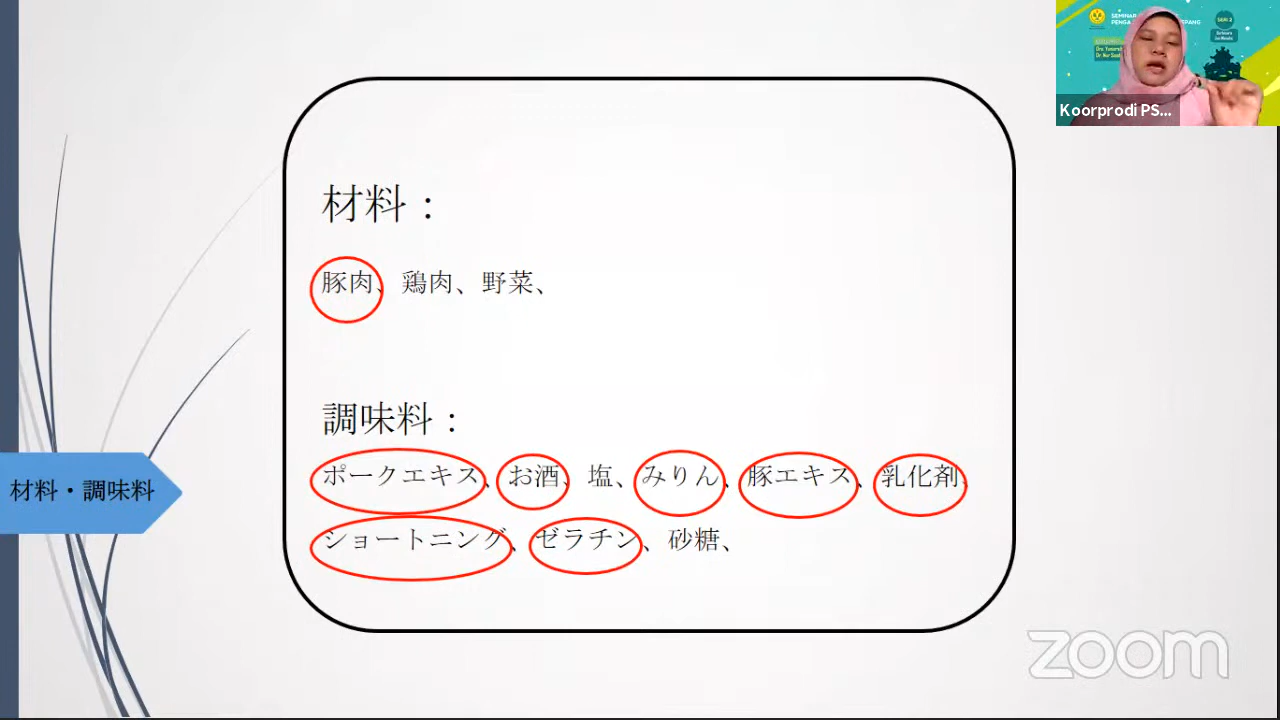 材料：
豚肉、鶏肉、野菜、
調味料：
ポークエキス、お酒、塩、みりん、豚エキス、乳化剤、
ショートニング、ゼラチン、砂糖、
材料・調味料
Koorprodi PS...
zoom